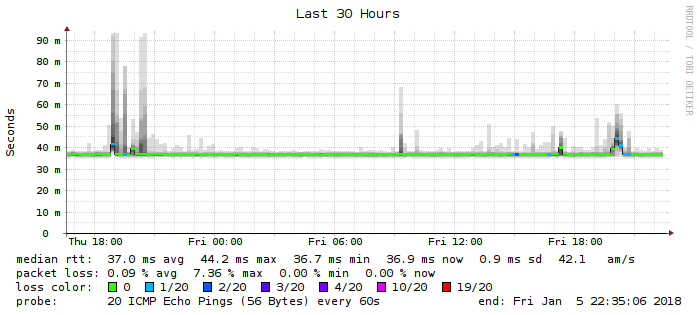 Last 30 Hours
RRDTOOL / TOBI OETIKER
Seconds
90 m
80 m
70 m
60 m
50 m
40 m
30 m
20 m
10 m
0
Thu 18:00 Fri 00:00 Fri 06:00 Fri 12:00 Fri 18:00
median rtt: 37.0 ms avg 44.2 ms max 36.7 ms min 36.9 ms now 0.9 ms sd 42.1 am/s
packet loss: 0.09 % avg 7.36 % max 0.00 % min 0.00 % now
loss color: 0 1/20 2/20 3/20 4/20 10/20 19/20
probe: 20 ICMP Echo Pings (56 Bytes) every 60s end: Fri Jan 5 22:35:06 2018